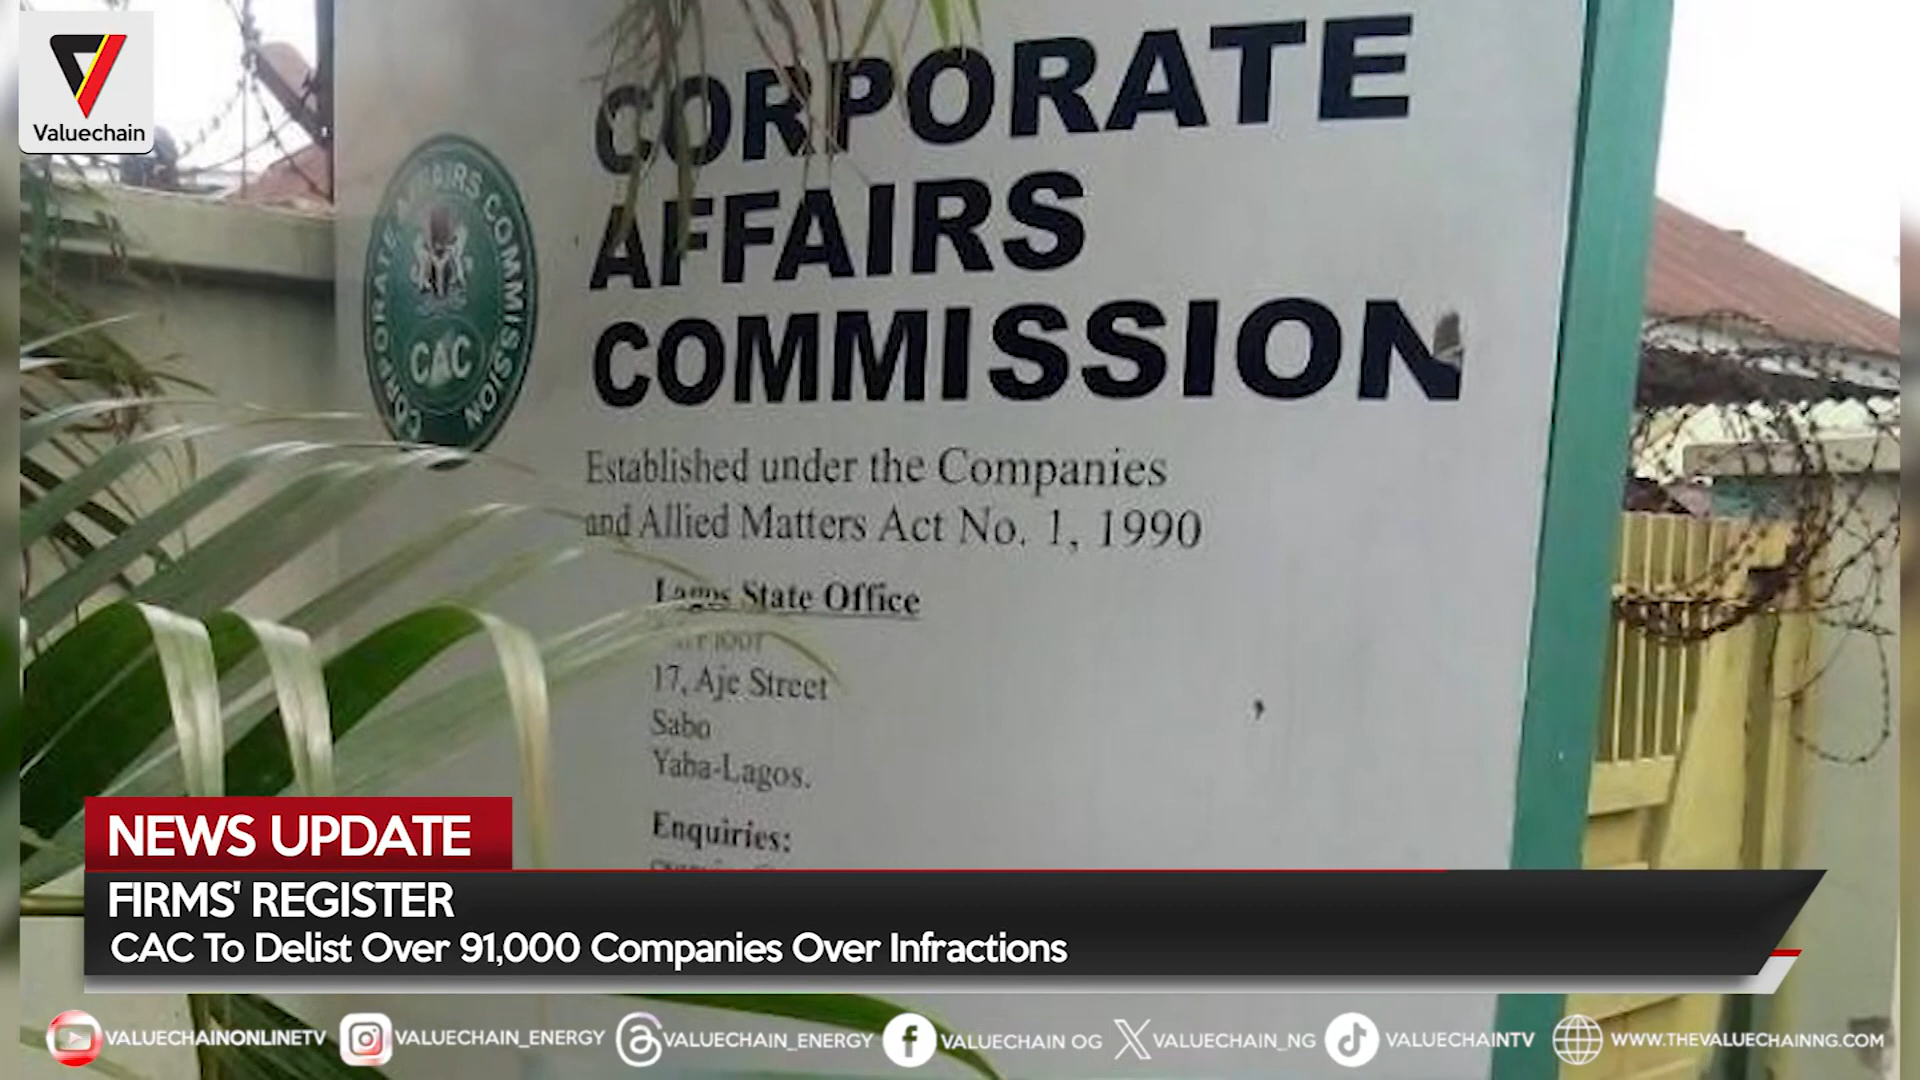 Valuechain
CORPORATE
AFFAIRS
COMMISSION
CORPORATE AFFAIRS COMMISSION
CAC
Established under the Companies
and Allied Matters Act No. 1, 1990
Lagos State Office
17, Aje Street
Sabo
Yaba-Lagos.
Enquiries:
NEWS UPDATE
FIRMS' REGISTER
CAC To Delist Over 91,000 Companies Over Infractions
VALUECHAINONLINETV VALUECHAIN_ENERGY VALUECHAIN_ENERGY VALUECHAIN OG VALUECHAIN_NG VALUECHAINTV WWW.THEVALUECHAINNG.COM